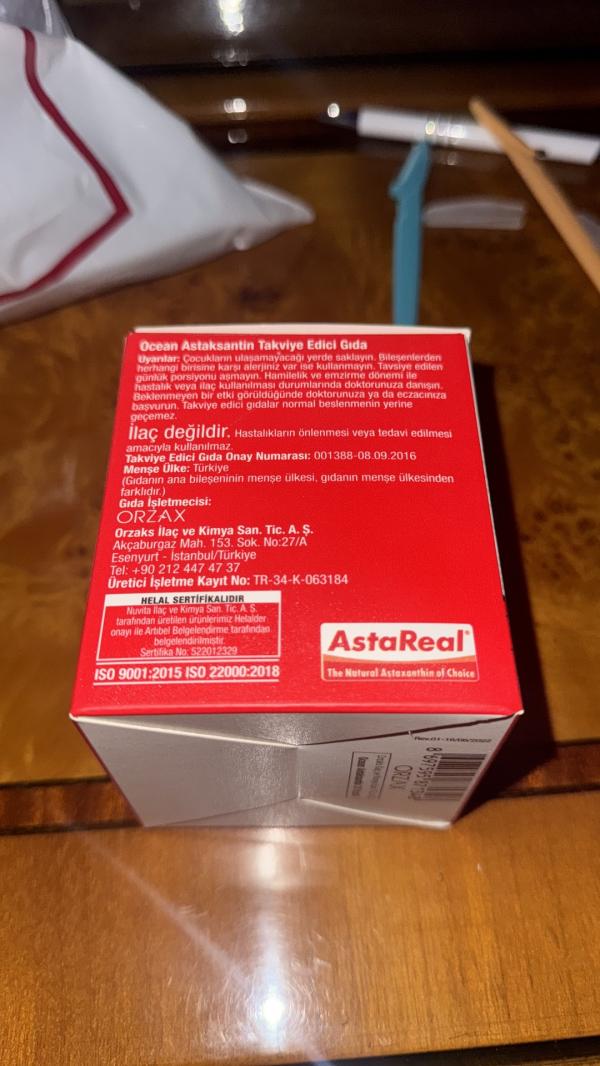 Ocean Astaksantin Takviye Edici Gıda
Uyarılar: Çocukların ulaşamayacağı yerde saklayın. Bileşenlerden
herhangi birisine karşı alerjiniz var ise kullanmayın. Tavsiye edilen
günlük porsiyonu aşmayın. Hamilelik ve emzirme dönemi ile
hastalık veya ilaç kullanılması durumlarında doktorunuza danışın.
Beklenmeyen bir etki görüldüğünde doktorunuza ya da eczacınıza
başvurun. Takviye edici gıdalar normal beslenmenin yerine
geçemez.
İlaç değildir. Hastalıkların önlenmesi veya tedavi edilmesi
amacıyla kullanılmaz.
Takviye Edici Gıda Onay Numarası: 001388-08.09.2016
Menşe Ülke: Türkiye
(Gıdanın ana bileşeninin menşe ülkesi, gıdanın menşe ülkesinden
farklıdır.)
Gıda İşletmecisi:
ORZAX
Orzaks İlaç ve Kimya San. Tic. A. Ş.
Akçaburgaz Mah. 153. Sok. No:27/A
Esenyurt - İstanbul/Türkiye
Tel: +90 212 447 47 37
Üretici İşletme Kayıt No: TR-34-K-063184
HELAL SERTİFİKALIDIR
Nuvita İlaç ve Kimya San. Tic. A. Ş.
tarafından üretilen ürünlerimiz Helalder
onayı ile Artıbel Belgelendirme tarafından
belgelendirilmiştir.
Sertifika No: 522012329
ISO 9001:2015 ISO 22000:2018
AstaReal®
The Natural Astaxanthin of Choice
ORZAX